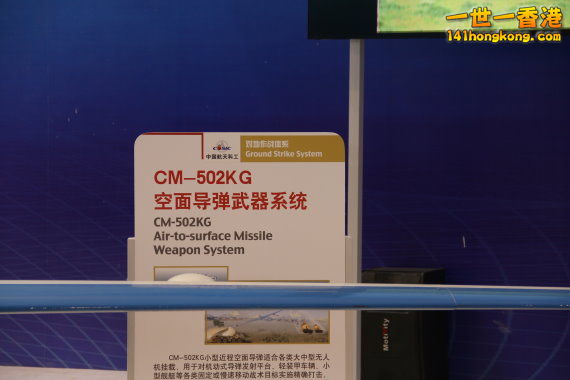 一世一香港
141hongkong.com
CASIC
中国航天科工
对地作战体系
Ground Strike System
CM-502KG
空面导弹武器系统
CM-502KG
Air-to-surface Missile
Weapon System
CM-502KG小型近程空面导弹适合各类大中型无人
机挂载，用于对机动式导弹发射平台、轻装甲车辆、小
型舰艇等各类固定或慢速移动战术目标实施精确打击。
Motivity